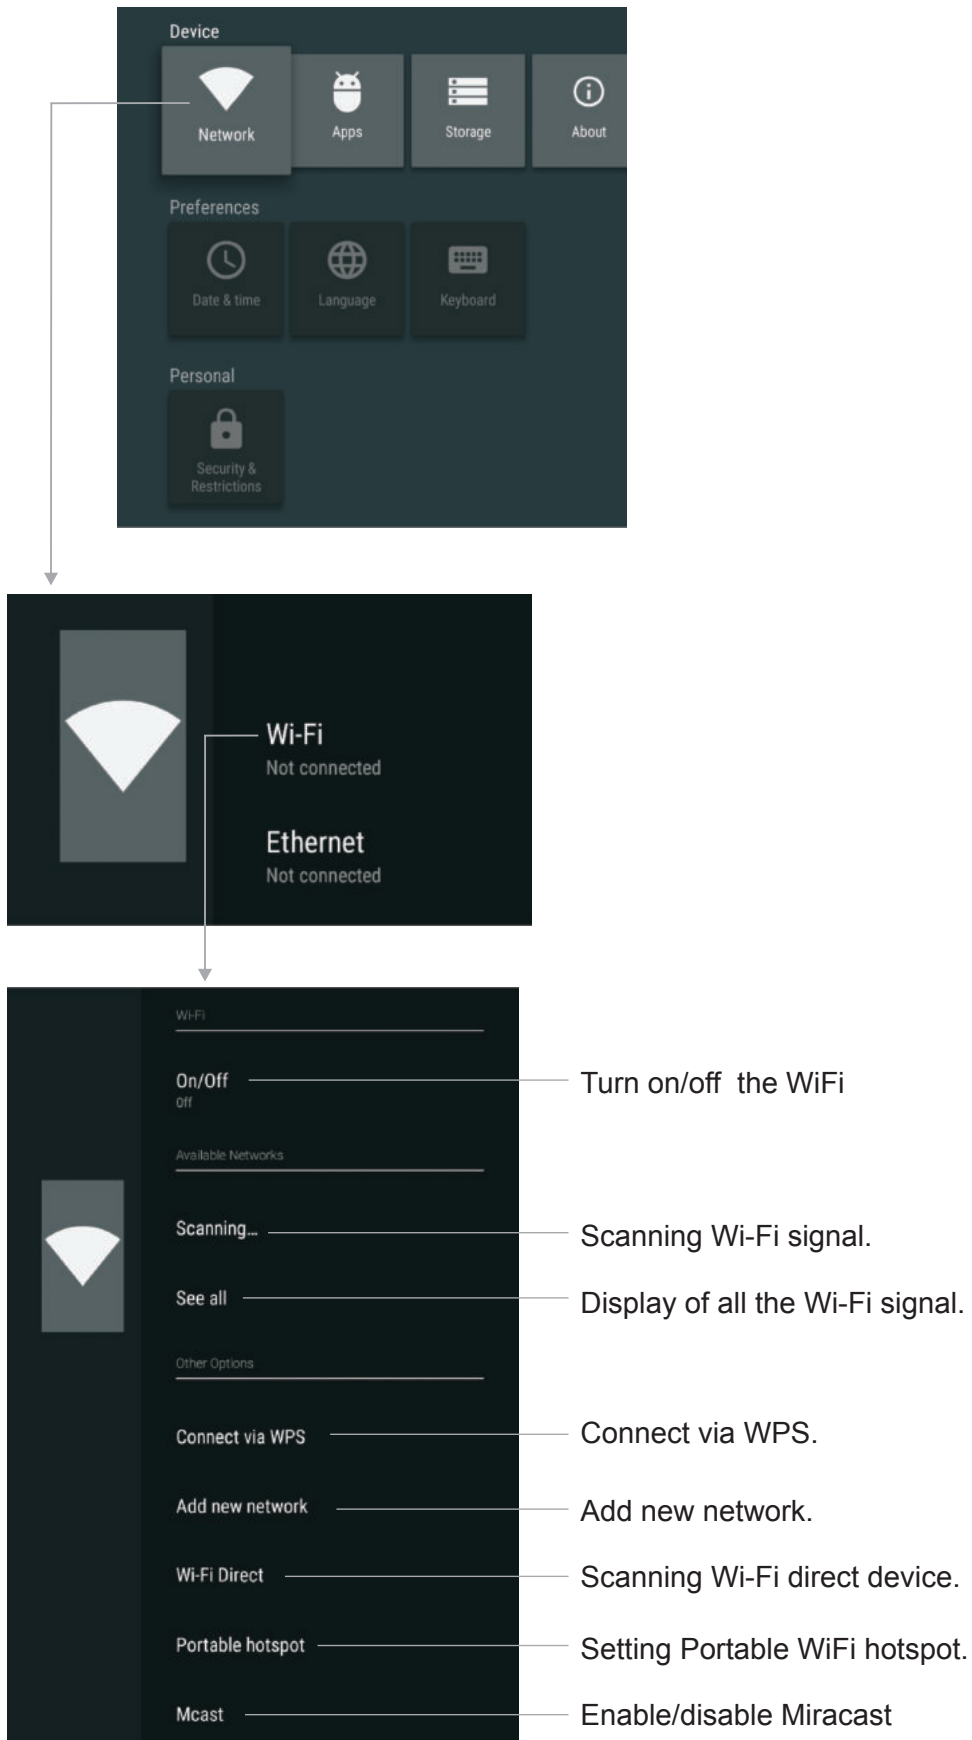 Device
Network
Apps
Storage
About
Preferences
Date & time
Language
Keyboard
Personal
Security &
Restrictions
Wi-Fi
Not connected
Ethernet
Not connected
Wi-Fi
On/Off
Off
Turn on/off the WiFi
Available Networks
Scanning...
Scanning Wi-Fi signal.
See all
Display of all the Wi-Fi signal.
Other Options
Connect via WPS
Connect via WPS.
Add new network
Add new network.
Wi-Fi Direct
Scanning Wi-Fi direct device.
Portable hotspot
Setting Portable WiFi hotspot.
Mcast
Enable/disable Miracast